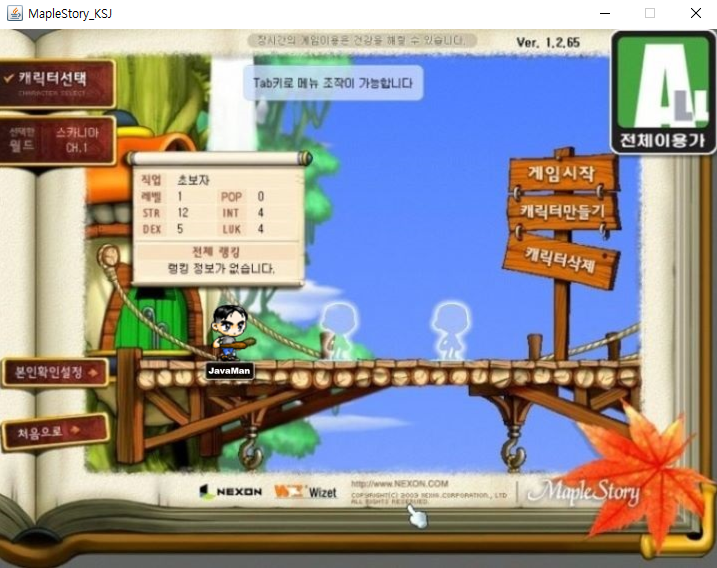 MapleStory_KSJ
장시간의 게임이용은 건강을 해칠 수 있습니다.
Ver. 1.2.65
캐릭터선택
CHARACTER SELECT
Tab키로 메뉴 조작이 가능합니다
ALL
전체이용가
선택한 월드
스카니아
CH.1
직업 초보자
레벨 1 POP 0
STR 12 INT 4
DEX 5 LUK 4
전체 랭킹
랭킹 정보가 없습니다.
게임시작
캐릭터만들기
캐릭터삭제
JavaMan
본인확인설정
처음으로
NEXON
Wizet
http://www.NEXON.COM
COPYRIGHT(C) 2003 NEXON CORPORATION., LTD
ALL RIGHTS RESERVED.
MapleStory